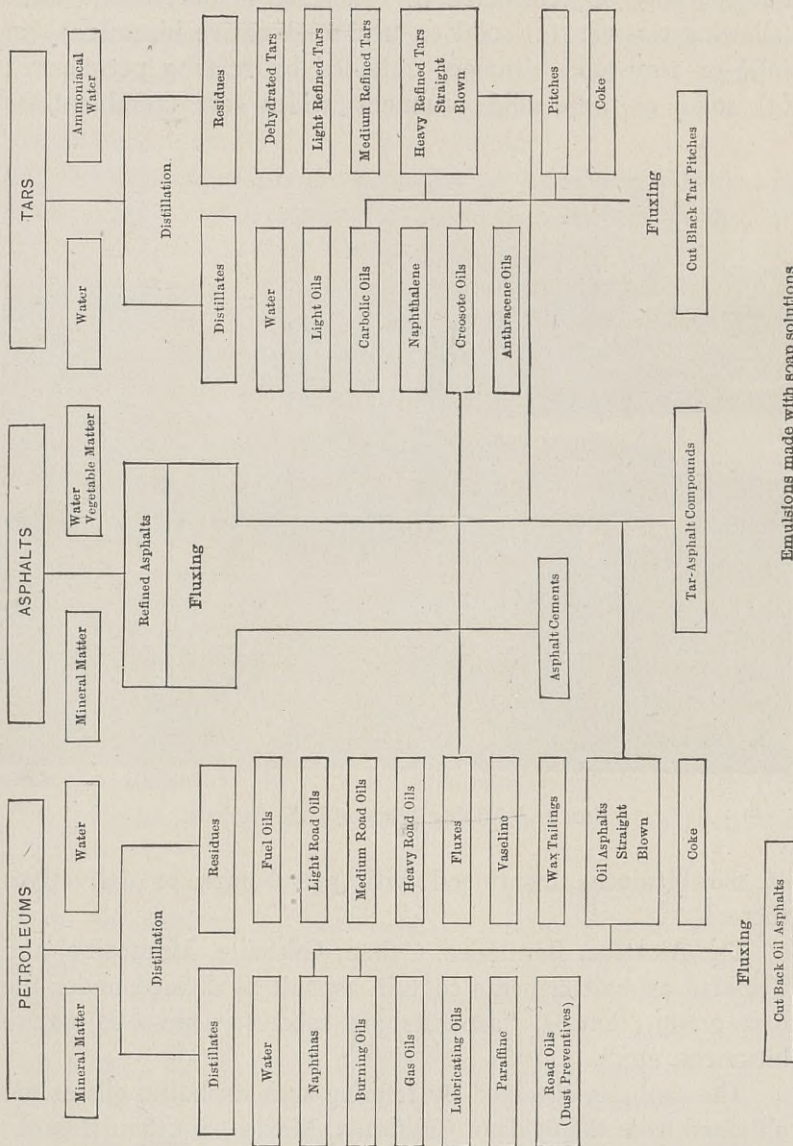 PETROLEUMS
Mineral Matter
Water
Distillation
Distillates
Residues
Water
Naphthas
Burning Oils
Gas Oils
Lubricating Oils
Paraffine
Road Oils
(Dust Preventives)
Fuel Oils
Light Road Oils
Medium Road Oils
Heavy Road Oils
Fluxes
Vaseline
Wax Tailings
Oil Asphalts
Straight
Blown
Coke
Fluxing
Cut Back Oil Asphalts
ASPHALTS
Mineral Matter
Water
Vegetable Matter
Refined Asphalts
Fluxing
Asphalt Cements
Tar-Asphalt Compounds
TARS
Water
Ammoniacal
Water
Distillation
Distillates
Residues
Water
Light Oils
Carbolic Oils
Naphthalene
Creosote Oils
Anthracene Oils
Dehydrated Tars
Light Refined Tars
Medium Refined Tars
Heavy Refined Tars
Straight
Blown
Pitches
Coke
Fluxing
Cut Black Tar Pitches
Emulsions made with soap solutions